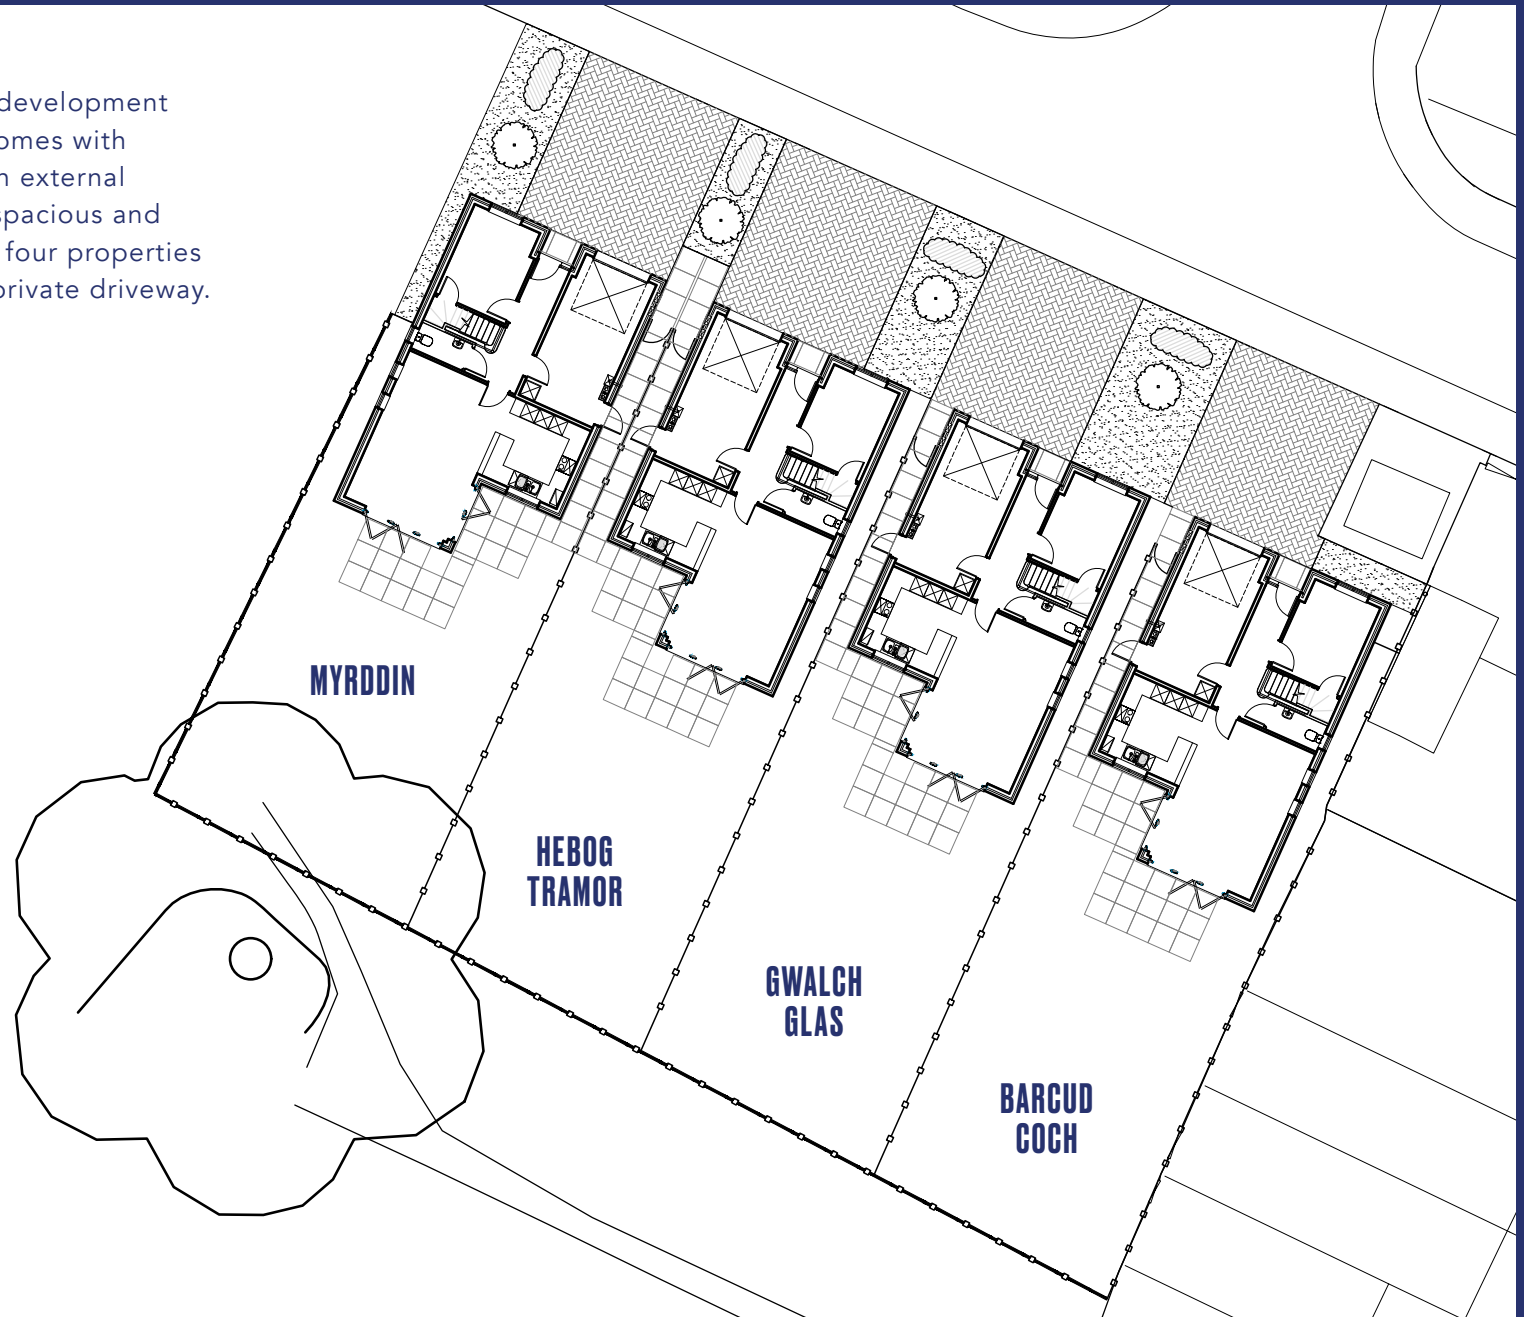 development
omes with
n external
spacious and
four properties
private driveway.
MYRDDIN
HEBOG
TRAMOR
GWALCH
GLAS
BARCUD
COCH